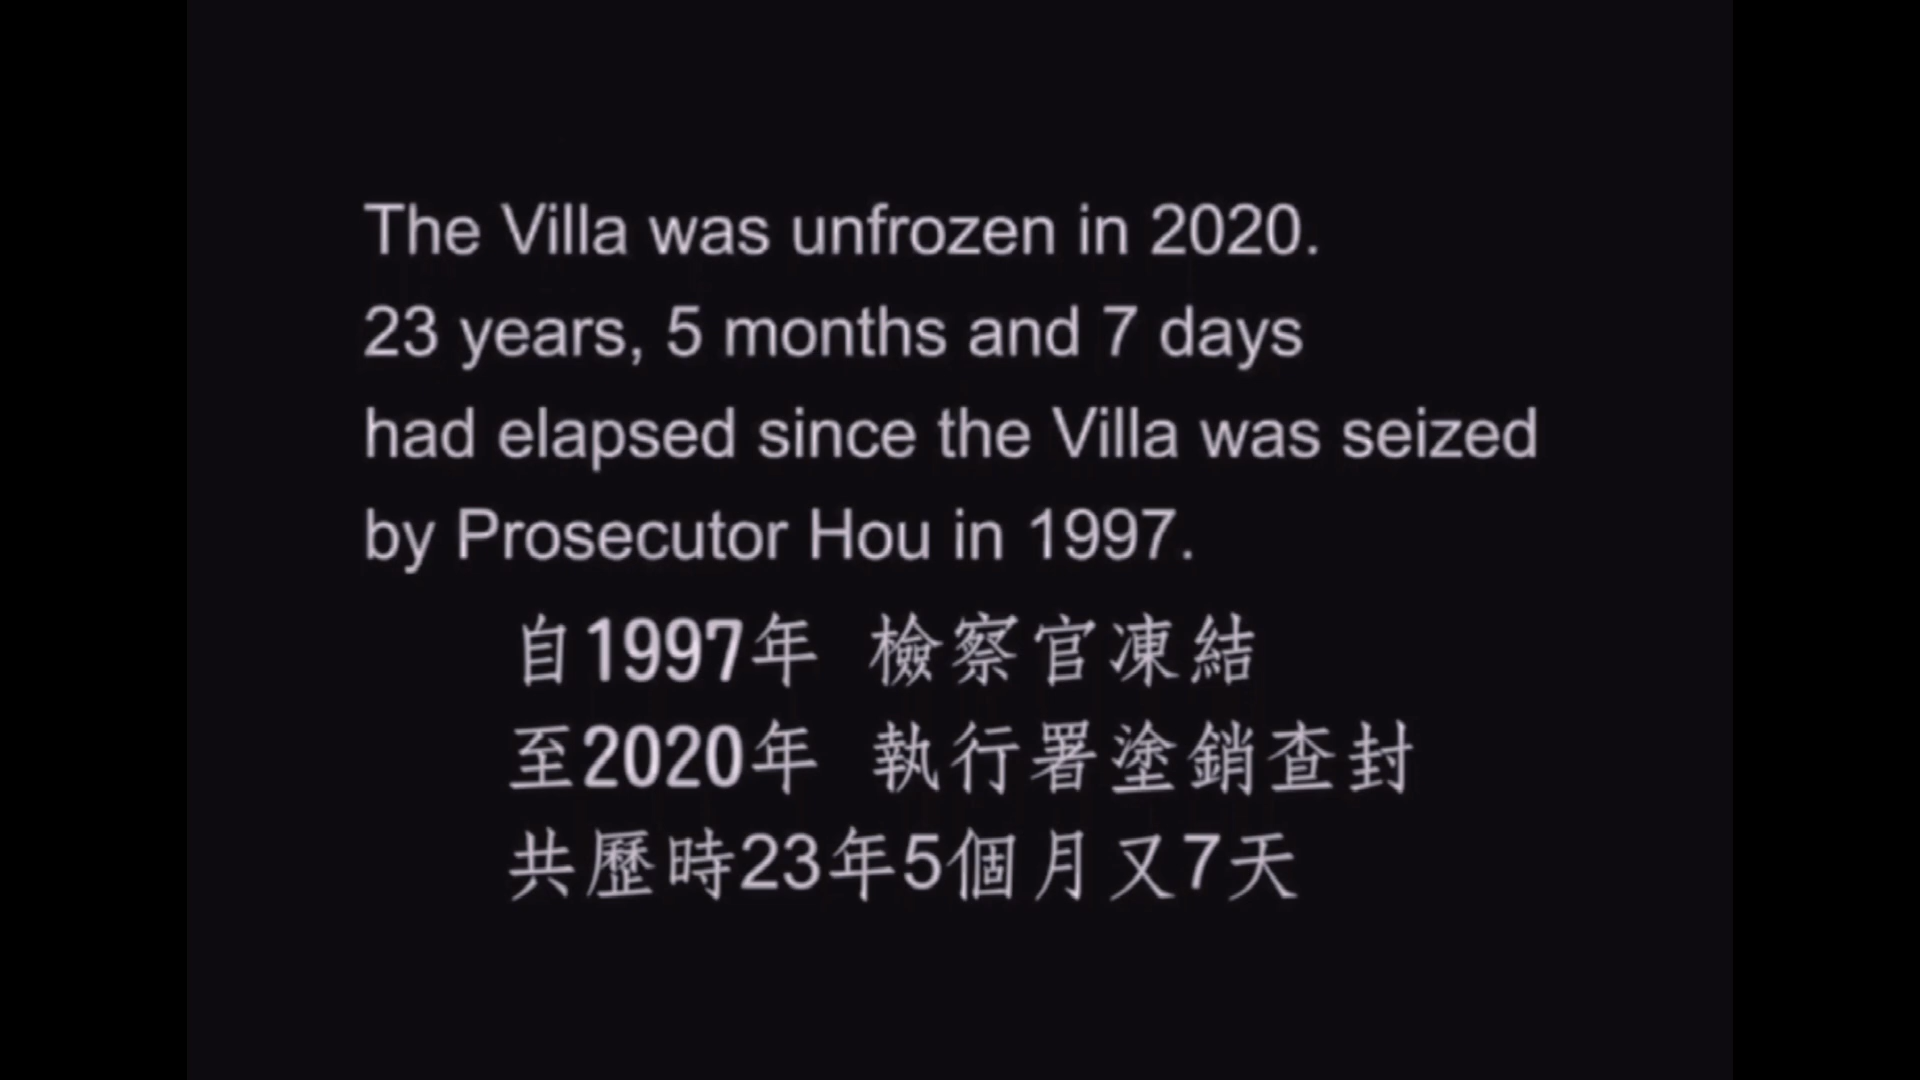 The Villa was unfrozen in 2020.
23 years, 5 months and 7 days
had elapsed since the Villa was seized
by Prosecutor Hou in 1997.
自1997年 檢察官凍結
至2020年 執行署塗銷查封
共歷時23年5個月又7天